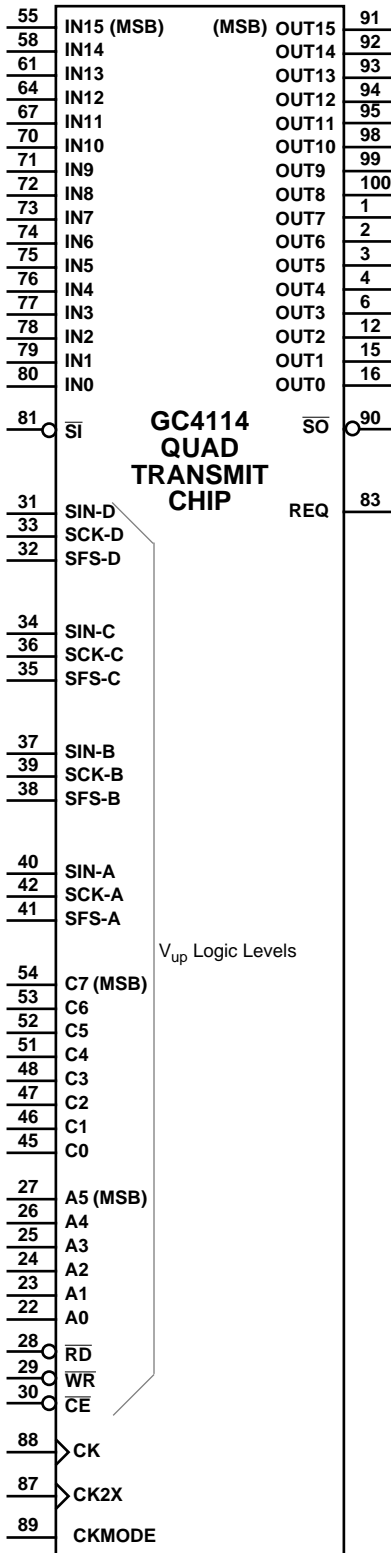 55 IN15 (MSB) (MSB) OUT15 91
58 IN14 OUT14 92
61 IN13 OUT13 93
64 IN12 OUT12 94
67 IN11 OUT11 95
70 IN10 OUT10 98
71 IN9 OUT9 99
72 IN8 OUT8 100
73 IN7 OUT7 1
74 IN6 OUT6 2
75 IN5 OUT5 3
76 IN4 OUT4 4
77 IN3 OUT3 6
78 IN2 OUT2 12
79 IN1 OUT1 15
80 IN0 OUT0 16
81 SI GC4114 SO 90
QUAD
TRANSMIT
CHIP
31 SIN-D REQ 83
33 SCK-D
32 SFS-D
34 SIN-C
36 SCK-C
35 SFS-C
37 SIN-B
39 SCK-B
38 SFS-B
40 SIN-A
42 SCK-A
41 SFS-A
Vup Logic Levels
54 C7 (MSB)
53 C6
52 C5
51 C4
48 C3
47 C2
46 C1
45 C0
27 A5 (MSB)
26 A4
25 A3
24 A2
23 A1
22 A0
28 RD
29 WR
30 CE
88 CK
87 CK2X
89 CKMODE